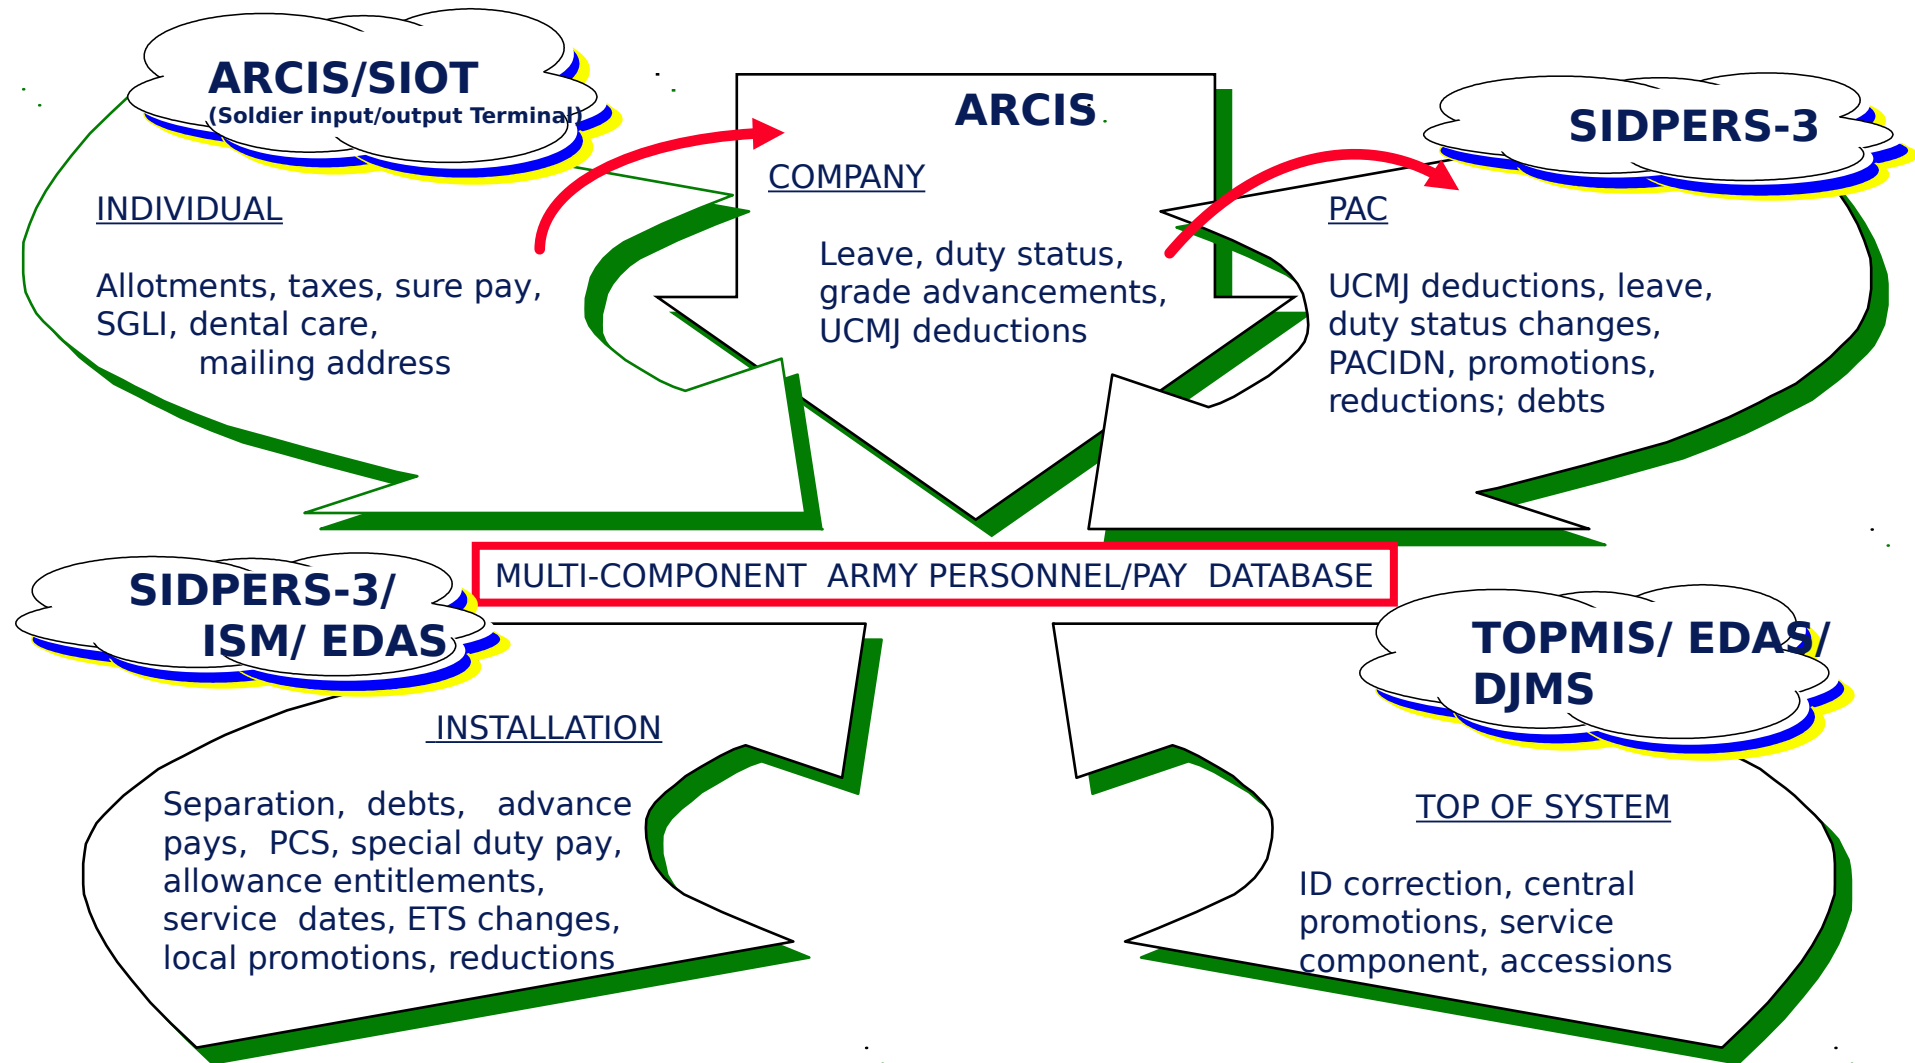 ARCIS/SIOT
(Soldier input/output Terminal)
INDIVIDUAL
Allotments, taxes, sure pay,
SGLI, dental care,
mailing address
ARCIS.
COMPANY
Leave, duty status,
grade advancements,
UCMJ deductions
SIDPERS-3
PAC
UCMJ deductions, leave,
duty status changes,
PACIDN, promotions,
reductions; debts
MULTI-COMPONENT ARMY PERSONNEL/PAY DATABASE
SIDPERS-3/
ISM/ EDAS
INSTALLATION
Separation, debts, advance
pays, PCS, special duty pay,
allowance entitlements,
service dates, ETS changes,
local promotions, reductions
TOPMIS/ EDAS/
DJMS
TOP OF SYSTEM
ID correction, central
promotions, service
component, accessions